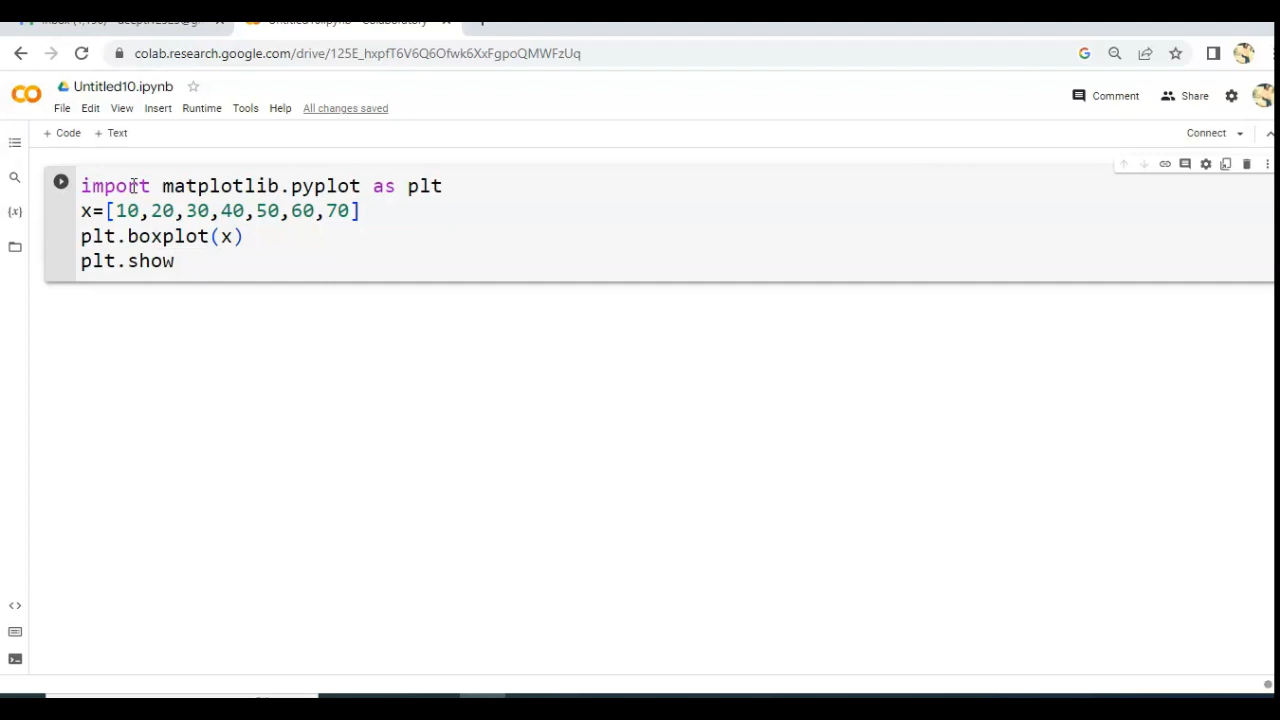 colab.research.google.com/drive/125E_hxpfT6V6Q6Ofwk6XxFgpoQMWFzUq
Untitled10.ipynb
File Edit View Insert Runtime Tools Help All changes saved
Comment Share
+ Code + Text
Connect
import matplotlib.pyplot as plt
x=[10,20,30,40,50,60,70]
plt.boxplot(x)
plt.show